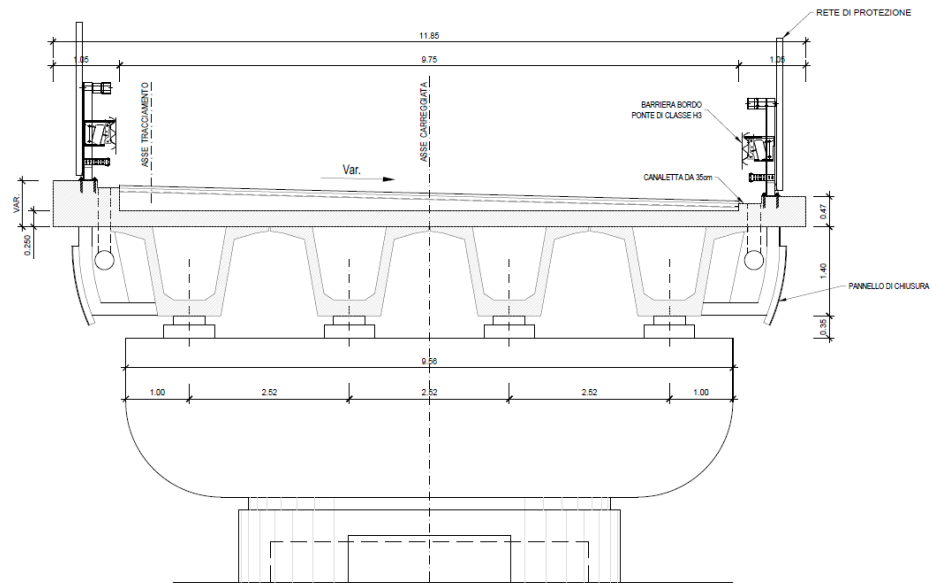 RETE DI PROTEZIONE
11.85
1.05
9.75
1.05
ASSE TRACCIAMENTO
ASSE CARREGGIATA
BARRIERA BORDO
PONTE DI CLASSE H3
Var.
CANALETTA DA 35cm
VAR.
0.250
0.47
1.40
PANNELLO DI CHIUSURA
0.35
9.56
1.00
2.52
2.52
2.52
1.00